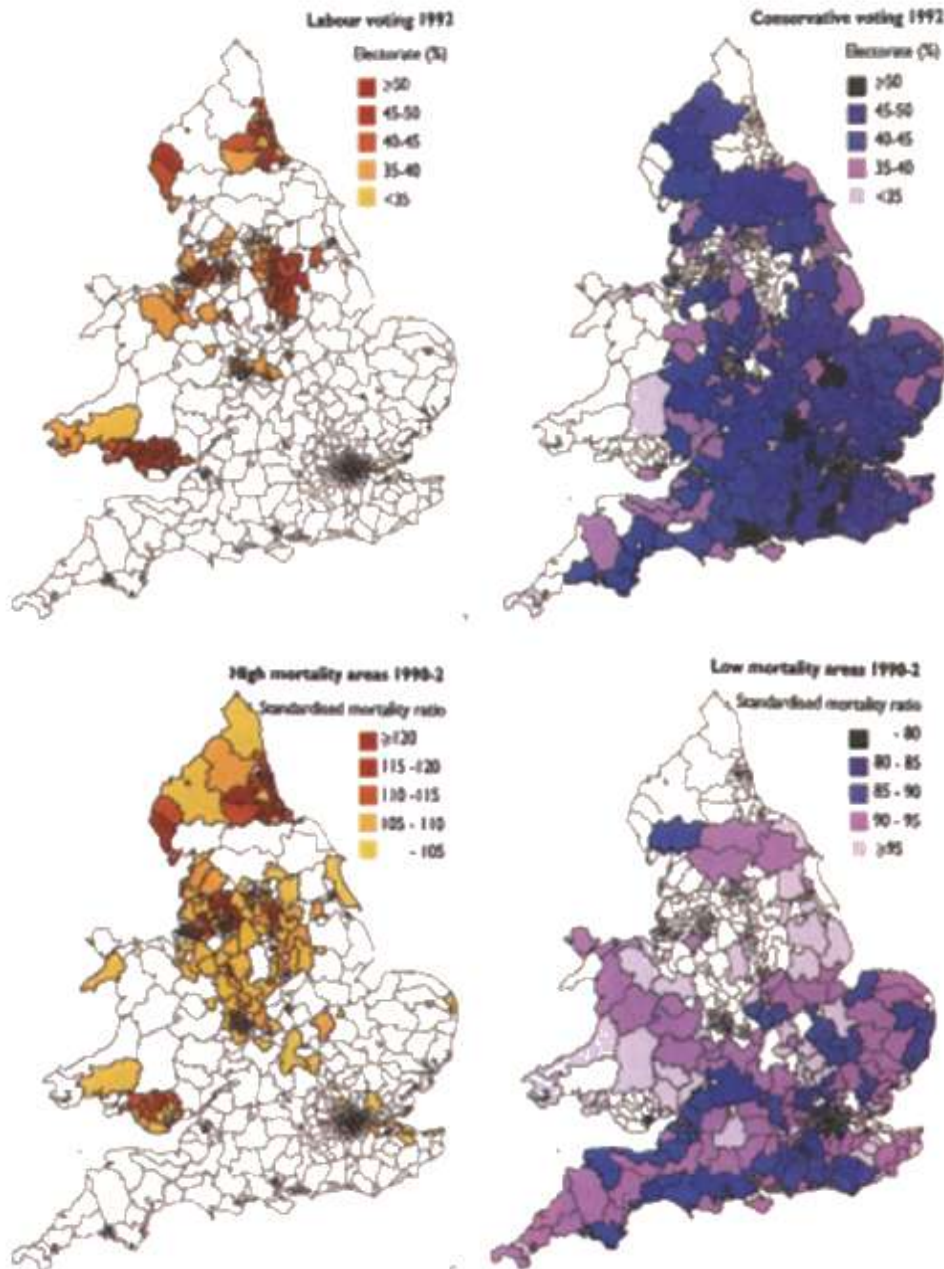 Labour voting 1992
Electorate (%)
≥50
45-50
40-45
35-40
<35
Conservative voting 1992
Electorate (%)
≥50
45-50
40-45
35-40
<35
High mortality areas 1990-2
Standardised mortality ratio
≥120
115 -120
110 -115
105 - 110
- 105
Low mortality areas 1990-2
Standardised mortality ratio
- 80
80 - 85
85 - 90
90 - 95
≥95